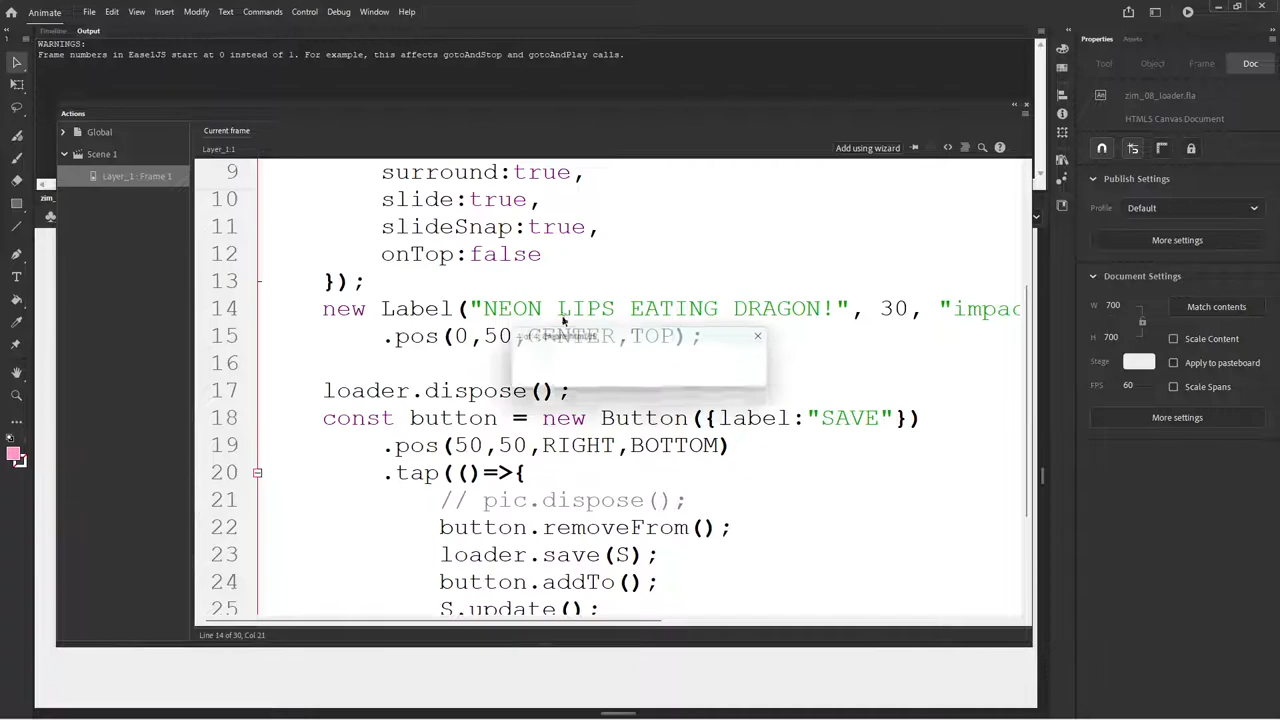 Animate File Edit View Insert Modify Text Commands Control Debug Window Help
Timeline Output
WARNINGS:
Frame numbers in EaselJS start at 0 instead of 1. For example, this affects gotoAndStop and gotoAndPlay calls.
Actions
Global
Scene 1
Layer_1 : Frame 1
Current frame
Layer_1:1
Add using wizard
9 surround:true,
10 slide:true,
11 slideSnap:true,
12 onTop:false
13 });
14 new Label("NEON LIPS EATING DRAGON!", 30, "impac
15 .pos(0,50,CENTER,TOP);
16
17 loader.dispose();
18 const button = new Button({label:"SAVE"})
19 .pos(50,50,RIGHT,BOTTOM)
20 .tap(()=>{
21 // pic.dispose();
22 button.removeFrom();
23 loader.save(S);
24 button.addTo();
25 S.update();
Line 14 of 30, Col 21
Properties Assets
Tool Object Frame Doc
An zim_08_loader.fla
HTML5 Canvas Document
Publish Settings
Profile Default
More settings
Document Settings
W 700 Match contents
H 700 Scale Content
Stage Apply to pasteboard
FPS 60 Scale Spans
More settings